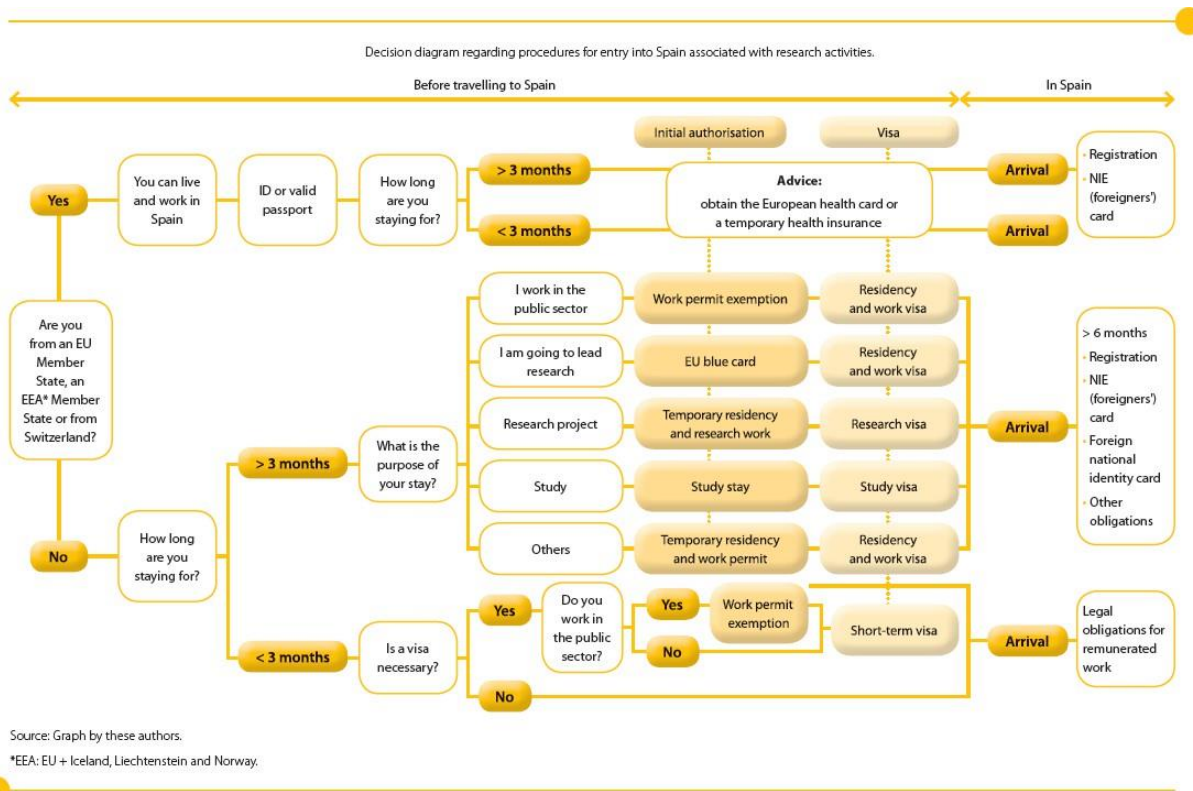 Decision diagram regarding procedures for entry into Spain associated with research activities.
Before travelling to Spain
In Spain
Initial authorisation
Visa
Yes
You can live
and work in
Spain
ID or valid
passport
How long
are you
staying for?
> 3 months
< 3 months
Advice:
obtain the European health card or
a temporary health insurance
Arrival
Arrival
• Registration
• NIE
(foreigners')
card
Are you
from an EU
Member
State, an
EEA* Member
State or from
Switzerland?
No
How long
are you
staying for?
> 3 months
What is the
purpose of
your stay?
I work in the
public sector
Work permit exemption
Residency
and work visa
I am going to lead
research
EU blue card
Residency
and work visa
Research project
Temporary residency
and research work
Research visa
Study
Study stay
Study visa
Others
Temporary residency
and work permit
Residency
and work visa
Arrival
> 6 months
• Registration
• NIE
(foreigners')
card
• Foreign
national
identity card
• Other
obligations
< 3 months
Is a visa
necessary?
Yes
Do you
work in
the public
sector?
Yes
Work permit
exemption
No
Short-term visa
No
Arrival
Legal
obligations for
remunerated
work
Source: Graph by these authors.
*EEA: EU + Iceland, Liechtenstein and Norway.